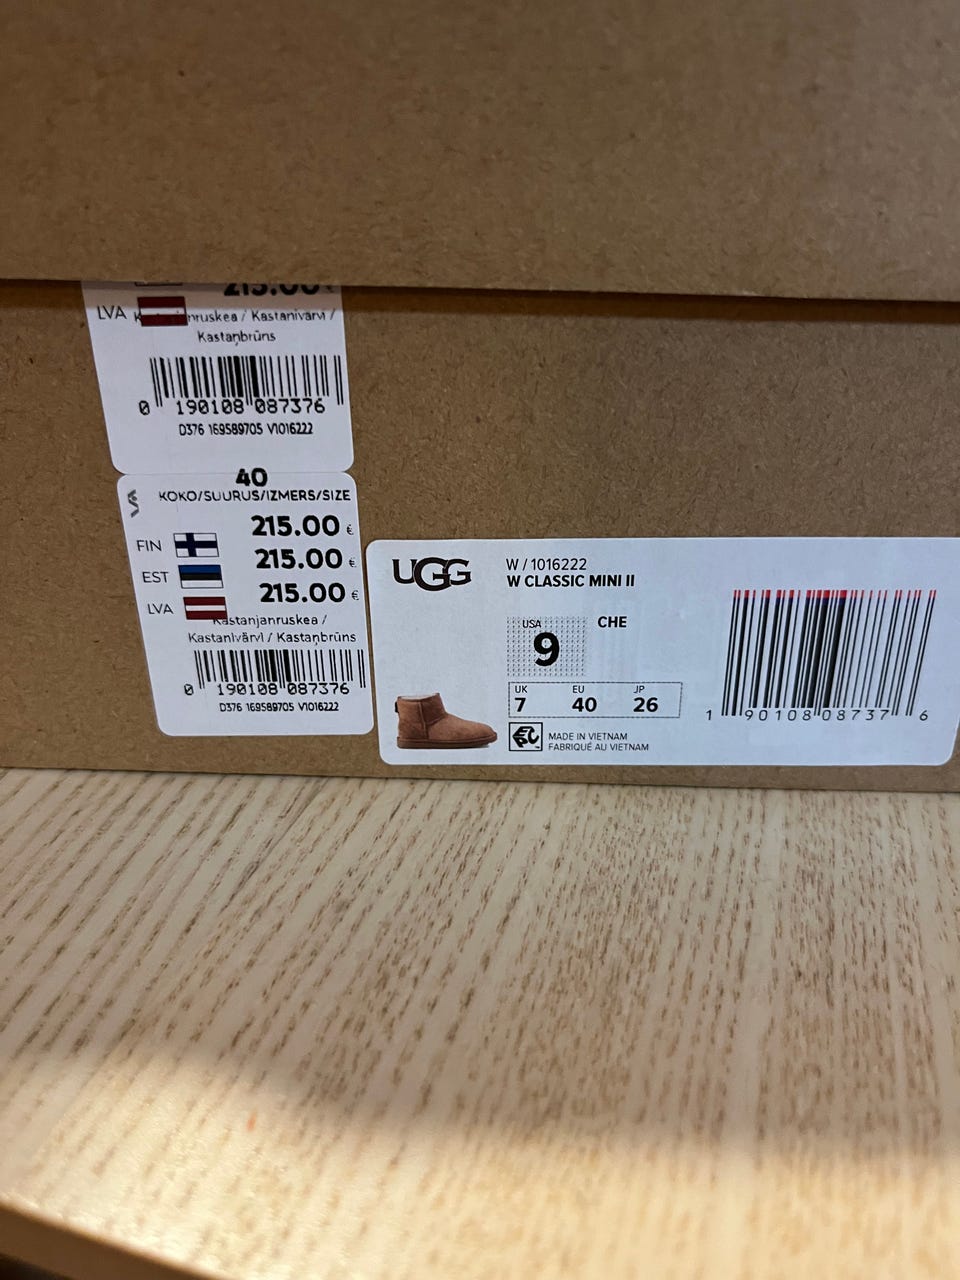 215.00 €
LVA
Kastanjanruskea / Kastanivärvi /
Kastaņbrūns
0 190108 087376
D376 169589705 V1016222
40
KOKO/SUURUS/IZMERS/SIZE
FIN 215.00 €
EST 215.00 €
LVA 215.00 €
Kastanjanruskea /
Kastanivärvi / Kastaņbrūns
0 190108 087376
D376 169589705 V1016222
UGG
W / 1016222
W CLASSIC MINI II
USA
9
CHE
UK EU JP
7 40 26
MADE IN VIETNAM
FABRIQUÉ AU VIETNAM
1 90108 08737 6